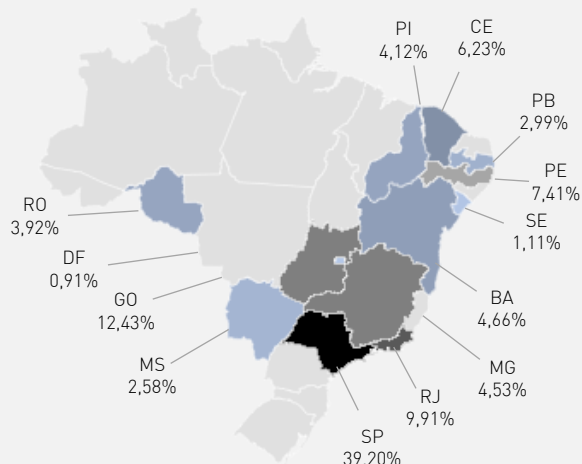 PI
4,12%
CE
6,23%
PB
2,99%
PE
7,41%
SE
1,11%
RO
3,92%
DF
0,91%
GO
12,43%
BA
4,66%
MS
2,58%
MG
4,53%
RJ
9,91%
SP
39,20%